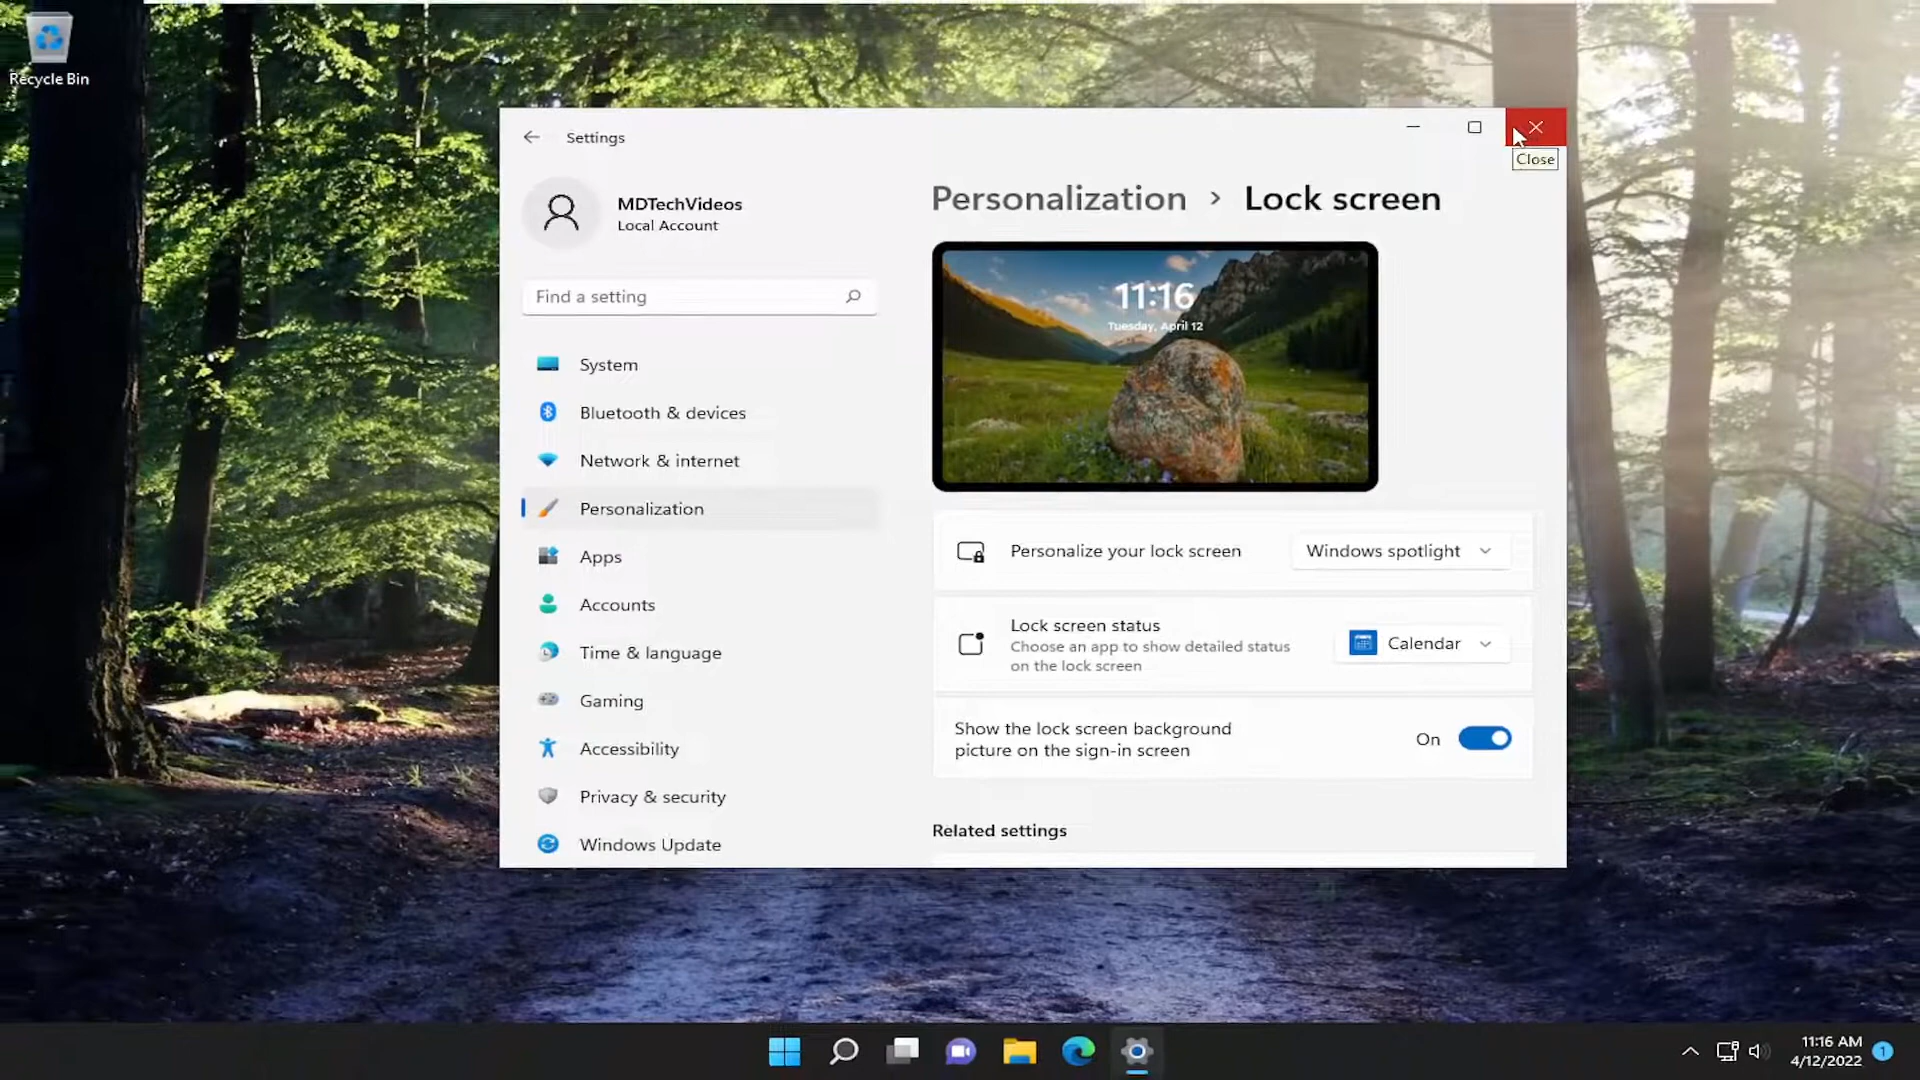 Recycle Bin
Settings
Close
MDTechVideos
Local Account
Find a setting
System
Bluetooth & devices
Network & internet
Personalization
Apps
Accounts
Time & language
Gaming
Accessibility
Privacy & security
Windows Update
Personalization > Lock screen
11:16
Tuesday, April 12
Personalize your lock screen
Windows spotlight
Lock screen status
Choose an app to show detailed status
on the lock screen
Calendar
Show the lock screen background
picture on the sign-in screen
On
Related settings
11:16 AM
4/12/2022
1